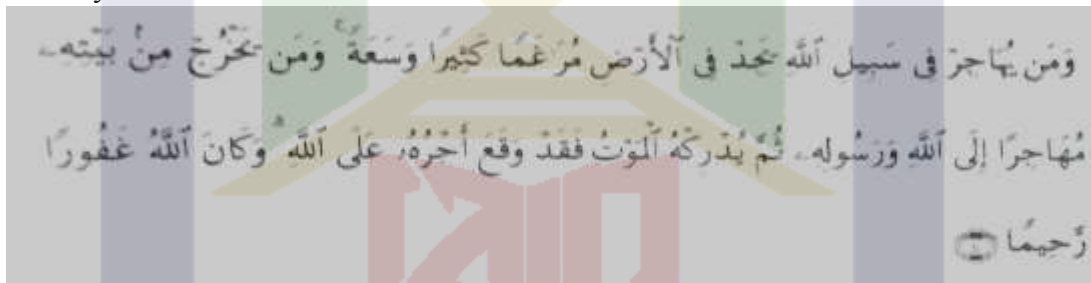 وَمَن يُهَاجِرْ فِى سَبِيلِ ٱللَّهِ يَجِدْ فِى ٱلْأَرْضِ مُرَٰغَمًا كَثِيرًا وَسَعَةً ۚ وَمَن يَخْرُجْ مِنۢ بَيْتِهِۦ
مُهَاجِرًا إِلَى ٱللَّهِ وَرَسُولِهِۦ ثُمَّ يُدْرِكْهُ ٱلْمَوْتُ فَقَدْ وَقَعَ أَجْرُهُۥ عَلَى ٱللَّهِ ۗ وَكَانَ ٱللَّهُ غَفُورًا
رَّحِيمًا